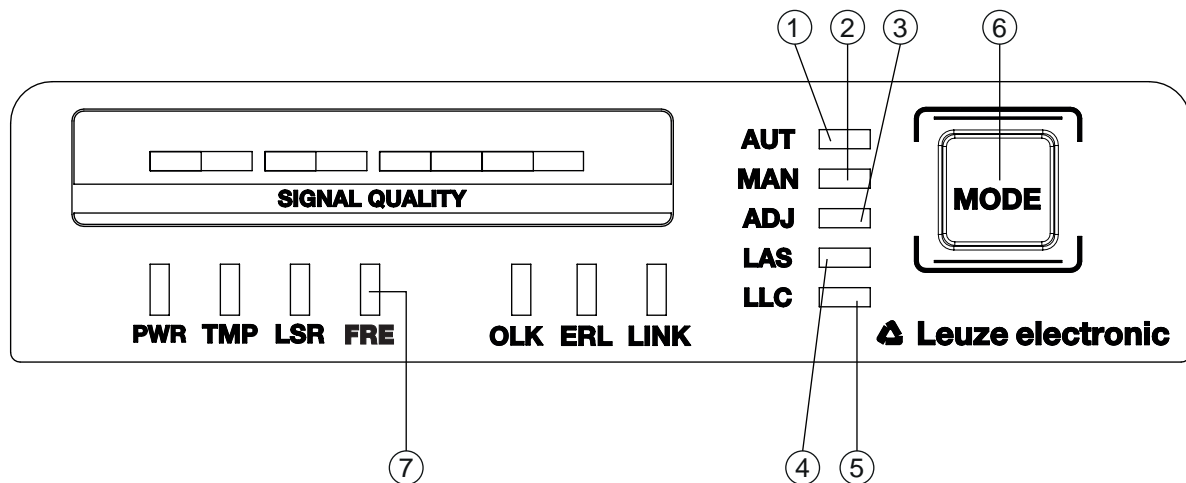 1 2 3 6
AUT
MAN
ADJ
LAS
LLC
MODE
SIGNAL QUALITY
PWR TMP LSR FRE OLK ERL LINK
Leuze electronic
7 4 5